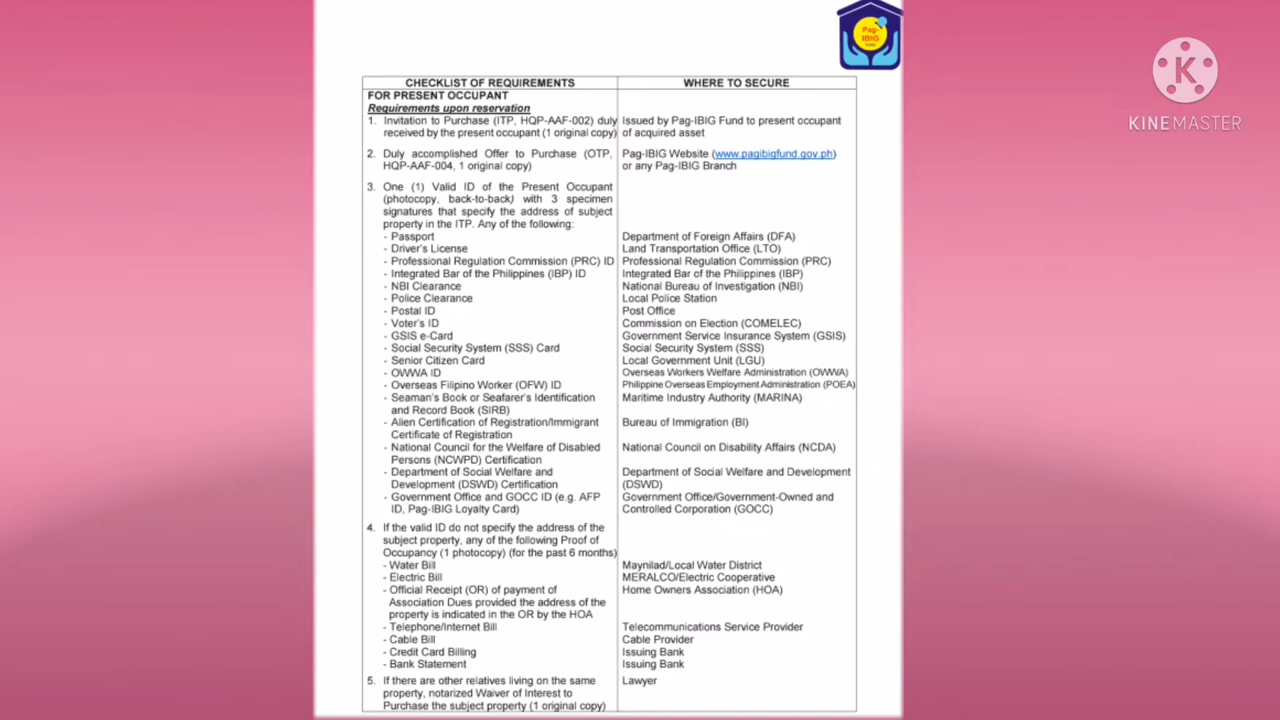 Pag-
IBIG
FUND
K
KINEMASTER
CHECKLIST OF REQUIREMENTS WHERE TO SECURE
FOR PRESENT OCCUPANT
Requirements upon reservation
1. Invitation to Purchase (ITP, HQP-AAF-002) duly Issued by Pag-IBIG Fund to present occupant
received by the present occupant (1 original copy) of acquired asset
2. Duly accomplished Offer to Purchase (OTP, Pag-IBIG Website (www.pagibigfund.gov.ph)
HQP-AAF-004, 1 original copy) or any Pag-IBIG Branch
3. One (1) Valid ID of the Present Occupant
(photocopy, back-to-back) with 3 specimen
signatures that specify the address of subject
property in the ITP. Any of the following:
- Passport Department of Foreign Affairs (DFA)
- Driver's License Land Transportation Office (LTO)
- Professional Regulation Commission (PRC) ID Professional Regulation Commission (PRC)
- Integrated Bar of the Philippines (IBP) ID Integrated Bar of the Philippines (IBP)
- NBI Clearance National Bureau of Investigation (NBI)
- Police Clearance Local Police Station
- Postal ID Post Office
- Voter's ID Commission on Election (COMELEC)
- GSIS e-Card Government Service Insurance System (GSIS)
- Social Security System (SSS) Card Social Security System (SSS)
- Senior Citizen Card Local Government Unit (LGU)
- OWWA ID Overseas Workers Welfare Administration (OWWA)
- Overseas Filipino Worker (OFW) ID Philippine Overseas Employment Administration (POEA)
- Seaman's Book or Seafarer's Identification Maritime Industry Authority (MARINA)
and Record Book (SIRB)
- Alien Certification of Registration/Immigrant Bureau of Immigration (BI)
Certificate of Registration
- National Council for the Welfare of Disabled National Council on Disability Affairs (NCDA)
Persons (NCWPD) Certification
- Department of Social Welfare and Department of Social Welfare and Development
Development (DSWD) Certification (DSWD)
- Government Office and GOCC ID (e.g. AFP Government Office/Government-Owned and
ID, Pag-IBIG Loyalty Card) Controlled Corporation (GOCC)
4. If the valid ID do not specify the address of the
subject property, any of the following Proof of
Occupancy (1 photocopy) (for the past 6 months)
- Water Bill Maynilad/Local Water District
- Electric Bill MERALCO/Electric Cooperative
- Official Receipt (OR) of payment of Home Owners Association (HOA)
Association Dues provided the address of the
property is indicated in the OR by the HOA
- Telephone/Internet Bill Telecommunications Service Provider
- Cable Bill Cable Provider
- Credit Card Billing Issuing Bank
- Bank Statement Issuing Bank
5. If there are other relatives living on the same Lawyer
property, notarized Waiver of Interest to
Purchase the subject property (1 original copy)